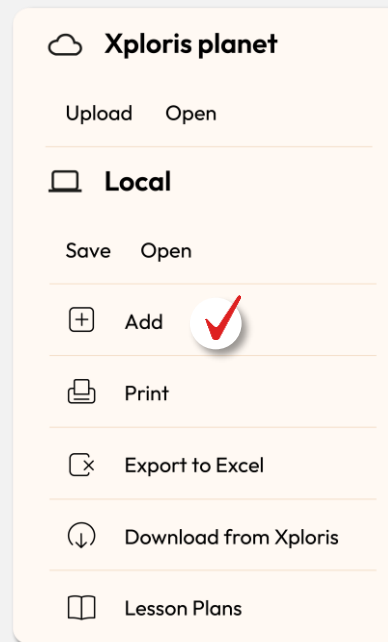 Xploris planet
Upload Open
Local
Save Open
Add
Print
Export to Excel
Download from Xploris
Lesson Plans